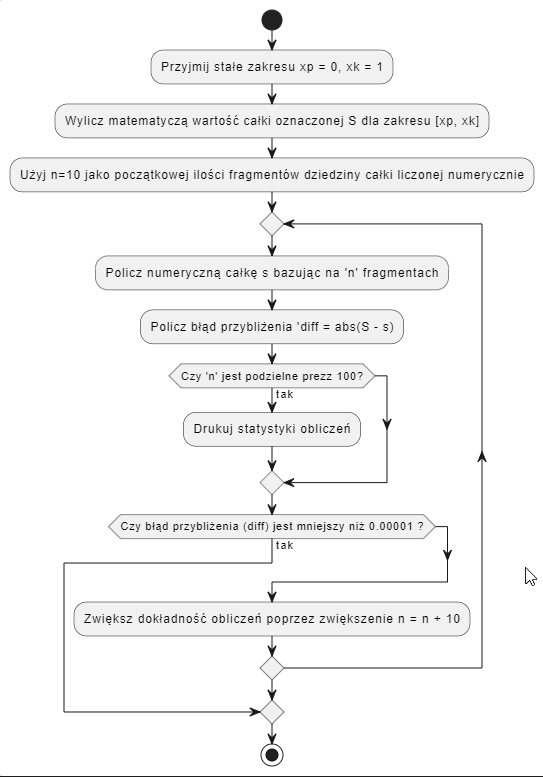 Przyjmij stałe zakresu xp = 0, xk = 1
Wylicz matematyczą wartość całki oznaczonej S dla zakresu [xp, xk]
Użyj n=10 jako początkowej ilości fragmentów dziedziny całki liczonej numerycznie
Policz numeryczną całkę s bazując na 'n' fragmentach
Policz błąd przybliżenia 'diff = abs(S - s)
Czy 'n' jest podzielne prezz 100?
tak
Drukuj statystyki obliczeń
Czy błąd przybliżenia (diff) jest mniejszy niż 0.00001 ?
tak
Zwiększ dokładność obliczeń poprzez zwiększenie n = n + 10